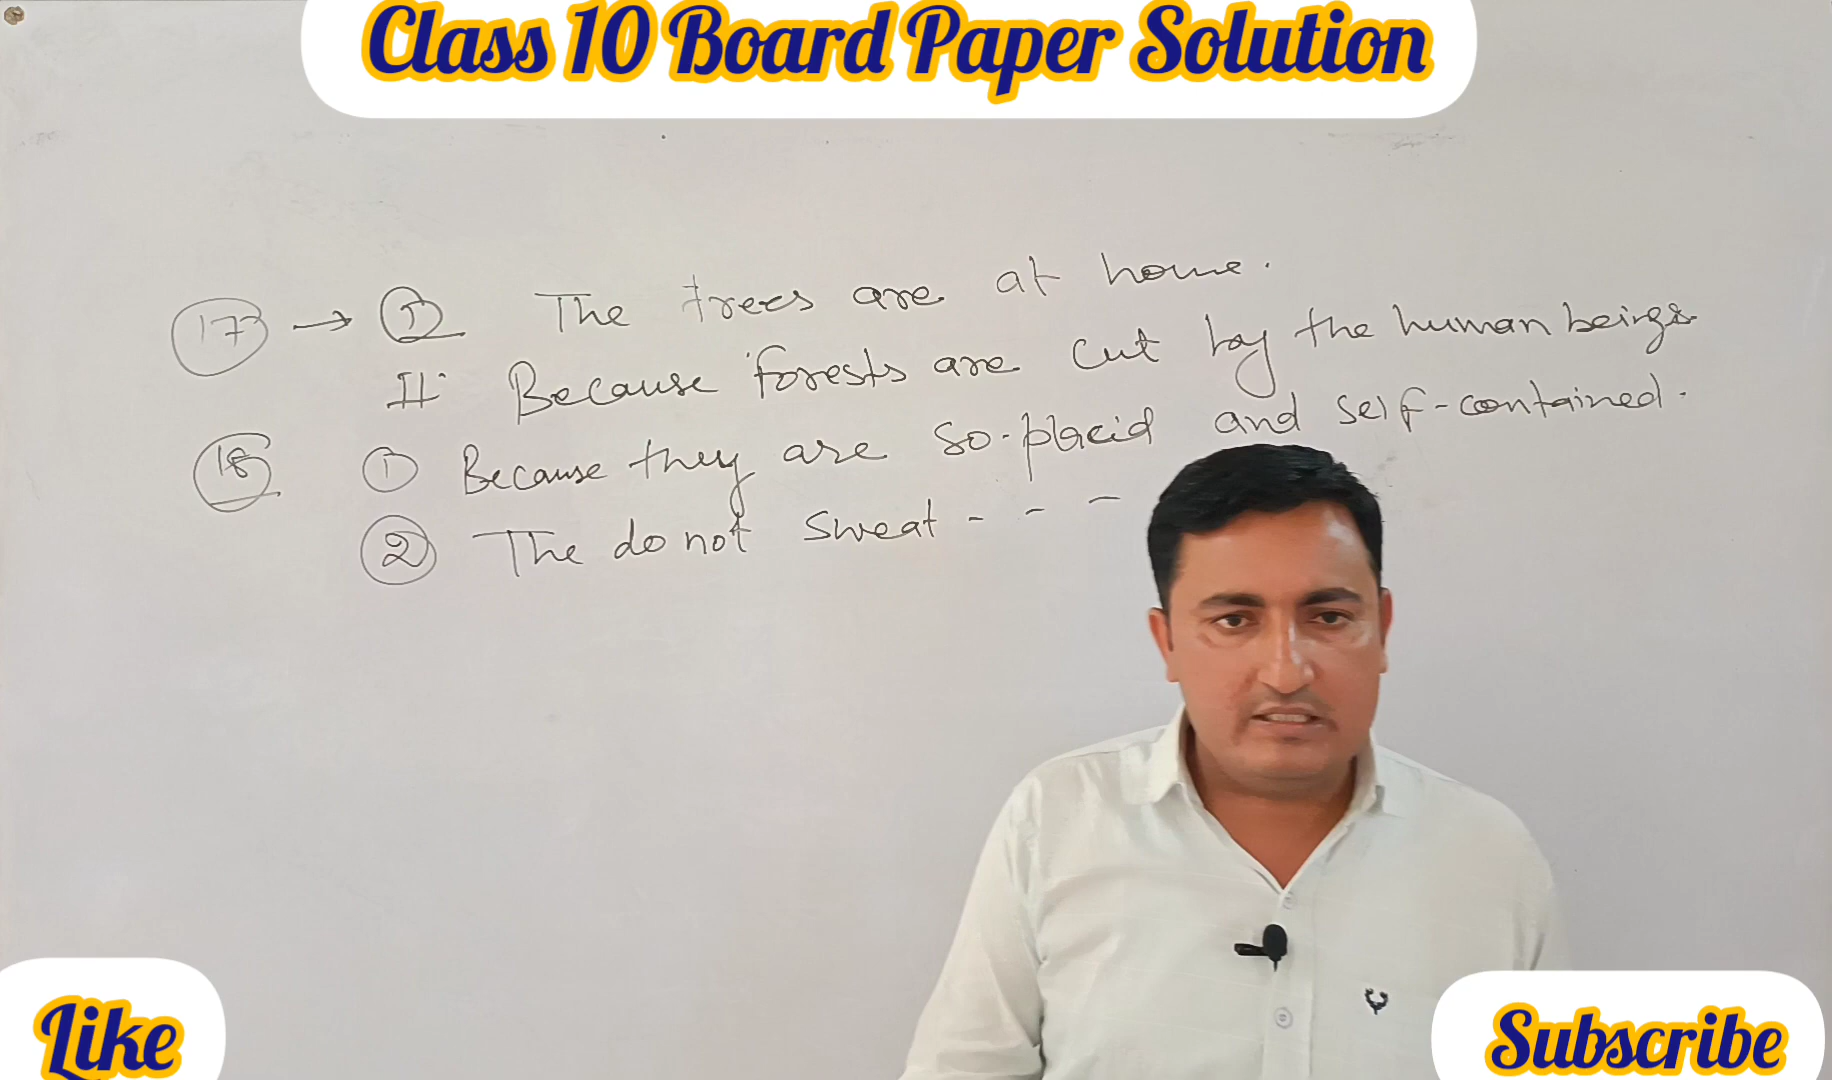 Class 10 Board Paper Solution
17 → I The trees are at home.
II Because forests are cut by the human beings.
18 1 Because they are so-placid and self-contained.
2 The do not sweat - - -
Like
Subscribe